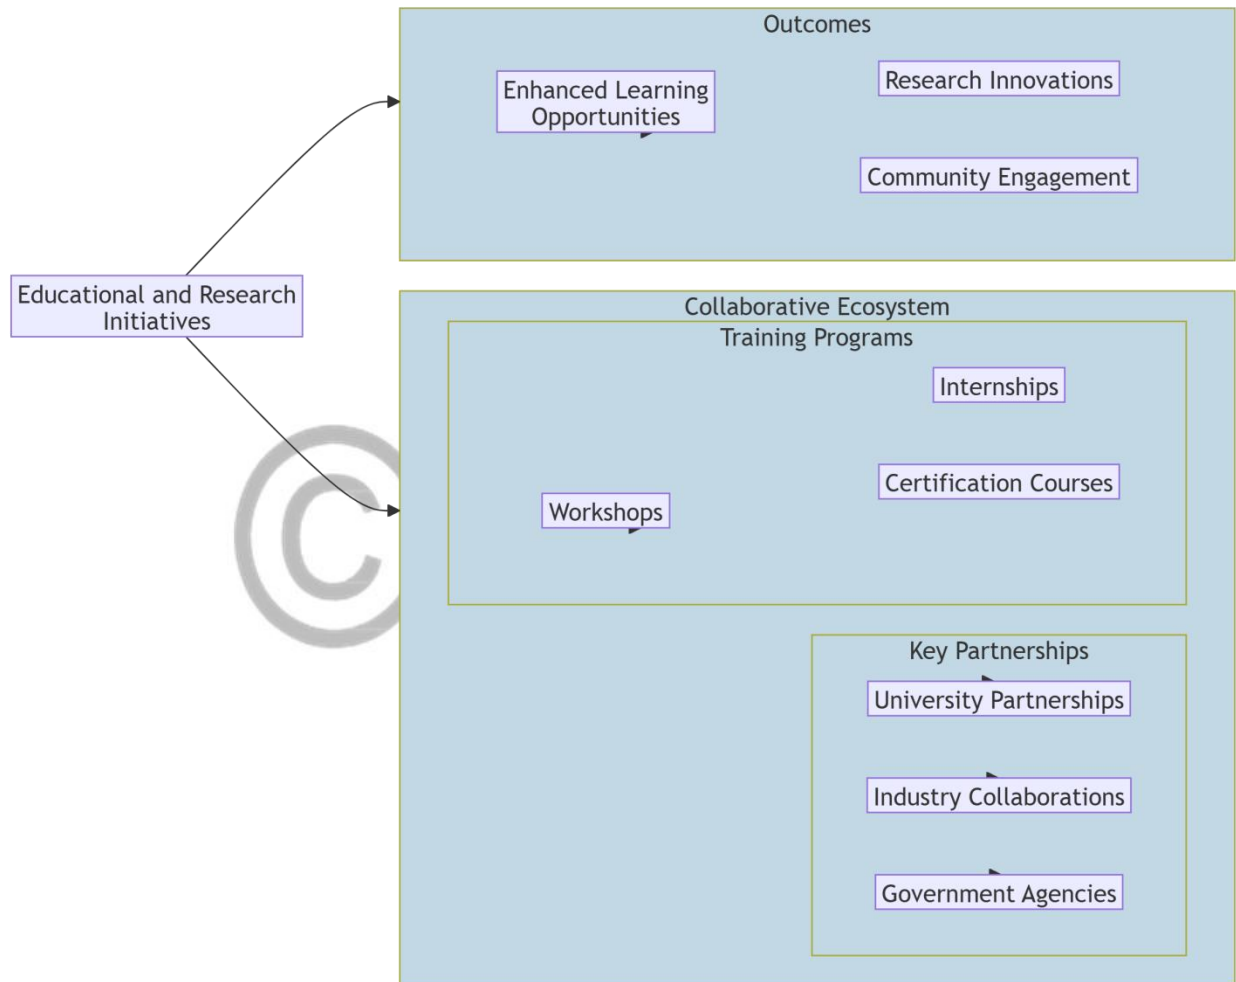 Outcomes
Enhanced Learning
Opportunities
Research Innovations
Community Engagement
Educational and Research
Initiatives
Collaborative Ecosystem
Training Programs
Internships
Certification Courses
Workshops
Key Partnerships
University Partnerships
Industry Collaborations
Government Agencies
©